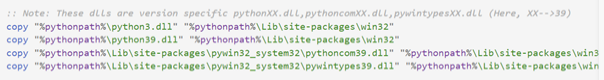 :: Note: These dlls are version specific pythonXX.dll,pythoncomXX.dll,pywintypesXX.dll (Here, XX-->39)
copy "%pythonpath%\python3.dll" "%pythonpath%\Lib\site-packages\win32"
copy "%pythonpath%\python39.dll" "%pythonpath%\Lib\site-packages\win32"
copy "%pythonpath%\Lib\site-packages\pywin32_system32\pythoncom39.dll" "%pythonpath%\Lib\site-packages\win3
copy "%pythonpath%\Lib\site-packages\pywin32_system32\pywintypes39.dll" "%pythonpath%\Lib\site-packages\win